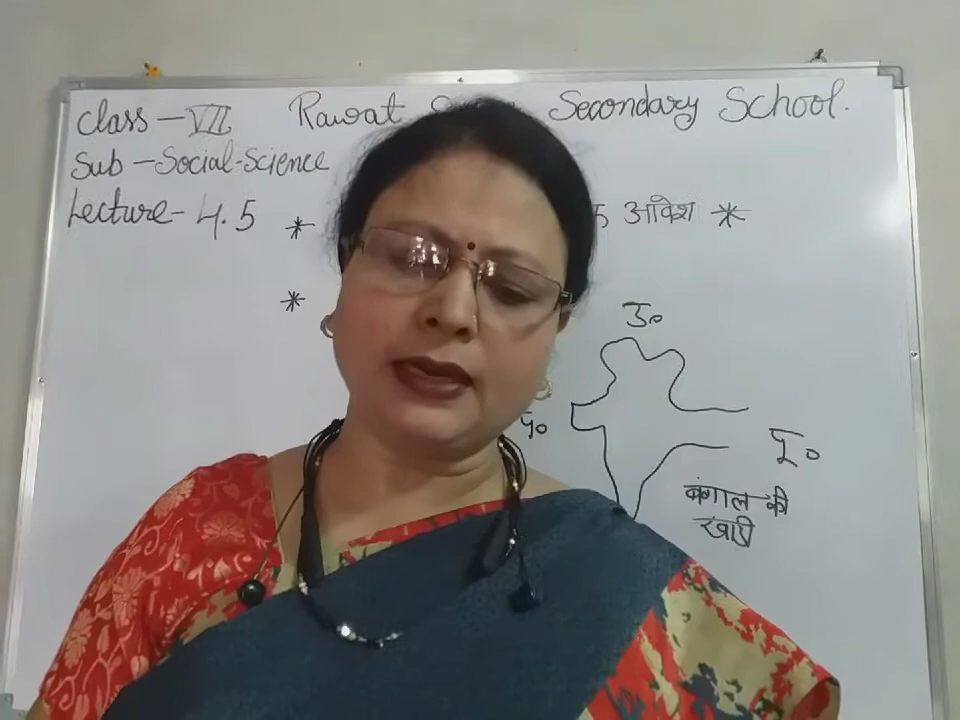 Class - VII Rawat Secondary School.
Sub - Social-Science
Lecture - 4.5 * आवेश *
*
उ०
प०
पू०
बंगाल की
खाड़ी